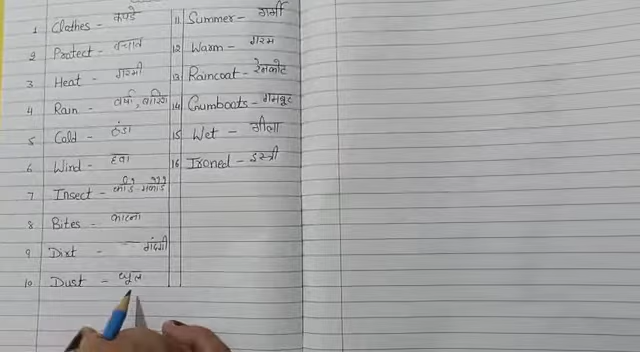 1 Clothes - कपडे
2 Protect - बचाव
3 Heat - गरमी
4 Rain - वर्षा, बारिश
5 Cold - ठंडा
6 Wind - हवा
7 Insect - कीडे-मकोडे
8 Bites - काटना
9 Dirt - गंदगी
10 Dust - धूल
11 Summer - गर्मी
12 Warm - गरम
13 Raincoat - रेनकोट
14 Gumboots - गमबूट
15 Wet - गीला
16 Ironed - इस्त्री